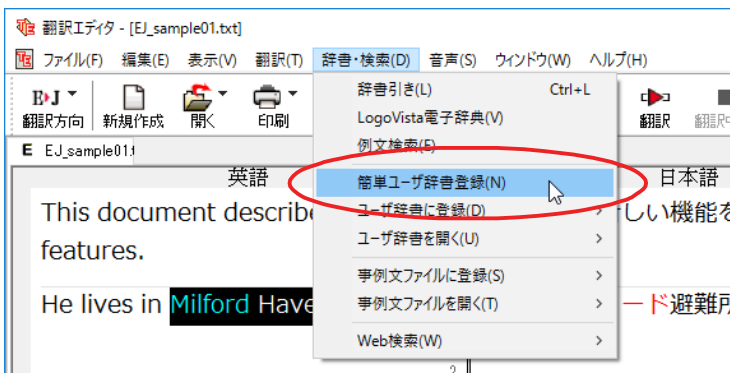 翻訳エディタ - [EJ_sample01.txt]
ファイル(F) 編集(E) 表示(V) 翻訳(T) 辞書・検索(D) 音声(S) ウィンドウ(W) ヘルプ(H)
E▸J
翻訳方向 新規作成 開く 印刷 翻訳 翻訳
E EJ_sample01.
英語 日本語
辞書引き(L) Ctrl+L
LogoVista電子辞典(V)
例文検索(E)
簡単ユーザ辞書登録(N)
ユーザ辞書に登録(D) >
ユーザ辞書を開く(U) >
事例文ファイルに登録(S) >
事例文ファイルを開く(T) >
Web検索(W) >
This document describe しい機能を
features.
He lives in Milford Have ード避難所
2